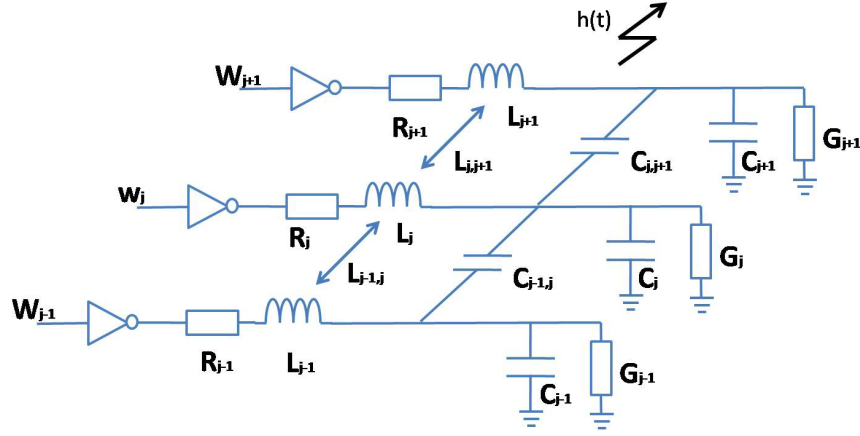 h(t)
Wj+1
Rj+1
Lj+1
Lj,j+1
Cj,j+1
Cj+1
Gj+1
wj
Rj
Lj
Lj-1,j
Cj-1,j
Cj
Gj
Wj-1
Rj-1
Lj-1
Cj-1
Gj-1